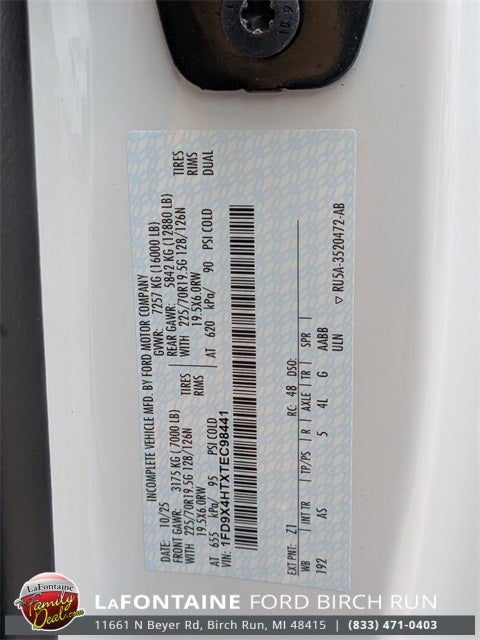 10.9
10/25 INCOMPLETE VEHICLE MFD. BY FORD MOTOR COMPANY
GVWR: 7257 KG (16000 LB)
FRONT GAWR: 3175 KG (7000 LB) REAR GAWR: 5842 KG (12880 LB)
WITH 225/70R19.5G 128/126N TIRES WITH 225/70R19.5G 128/126N TIRES
19.5X6.0RW RIMS 19.5X6.0RW RIMS
AT 655 kPa/ 95 PSI COLD AT 620 kPa/ 90 PSI COLD DUAL
1FD9X4HTXTEC98441
EXT PNT: Z1 RC: 48 DSO:
WB INT TR TP/PS R AXLE TR SPR
192 AS 5 4L G AABB
ULN
RU5A-3520472-AB
LaFontaine
The Family
Deal.com
LAFONTAINE FORD BIRCH RUN
11661 N Beyer Rd, Birch Run, MI 48415 | (833) 471-0403